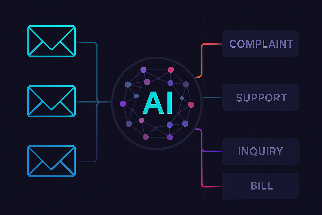 AI
COMPLAINT
SUPPORT
INQUIRY
BILL